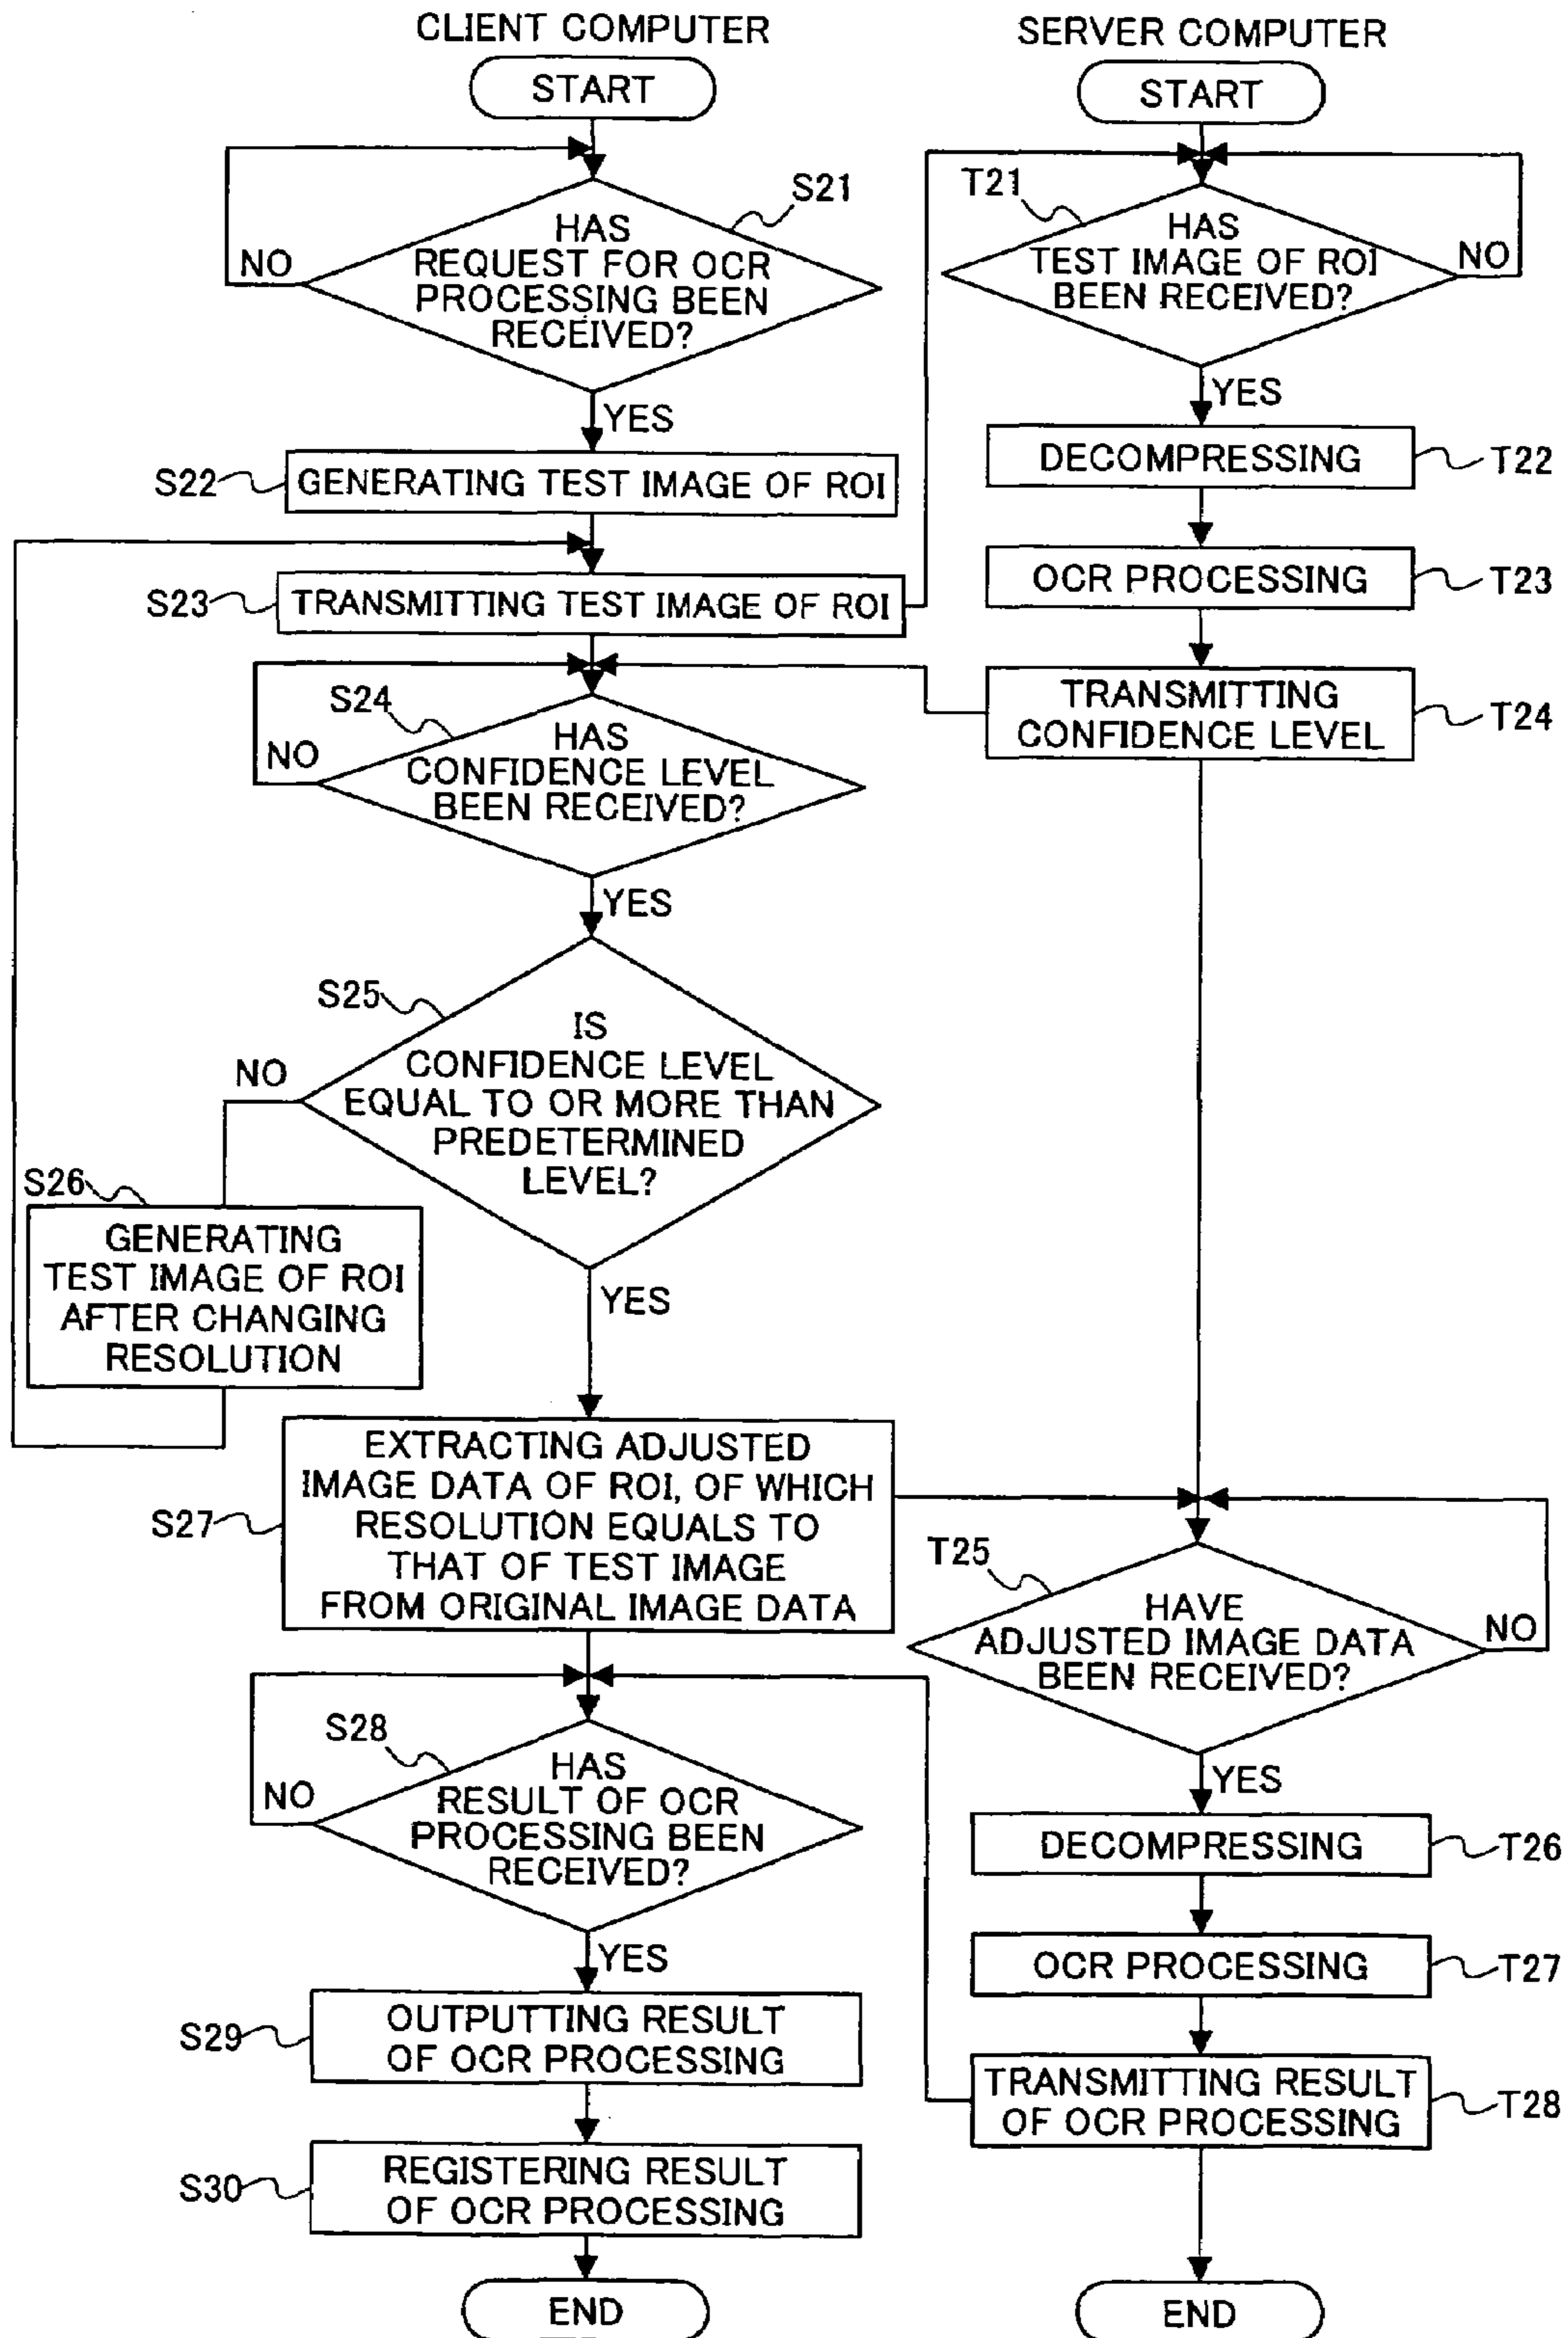 CLIENT COMPUTER
START
S21
HAS
REQUEST FOR OCR
PROCESSING BEEN
RECEIVED?
NO
YES
S22
GENERATING TEST IMAGE OF ROI
S23
TRANSMITTING TEST IMAGE OF ROI
S24
HAS
CONFIDENCE LEVEL
BEEN RECEIVED?
NO
YES
S25
IS
CONFIDENCE LEVEL
EQUAL TO OR MORE THAN
PREDETERMINED
LEVEL?
NO
YES
S26
GENERATING
TEST IMAGE OF ROI
AFTER CHANGING
RESOLUTION
S27
EXTRACTING ADJUSTED
IMAGE DATA OF ROI, OF WHICH
RESOLUTION EQUALS TO
THAT OF TEST IMAGE
FROM ORIGINAL IMAGE DATA
S28
HAS
RESULT OF OCR
PROCESSING BEEN
RECEIVED?
NO
YES
S29
OUTPUTTING RESULT
OF OCR PROCESSING
S30
REGISTERING RESULT
OF OCR PROCESSING
END
SERVER COMPUTER
START
T21
HAS
TEST IMAGE OF ROI
BEEN RECEIVED?
NO
YES
DECOMPRESSING
T22
OCR PROCESSING
T23
TRANSMITTING
CONFIDENCE LEVEL
T24
T25
HAVE
ADJUSTED IMAGE DATA
BEEN RECEIVED?
NO
YES
DECOMPRESSING
T26
OCR PROCESSING
T27
TRANSMITTING RESULT
OF OCR PROCESSING
T28
END